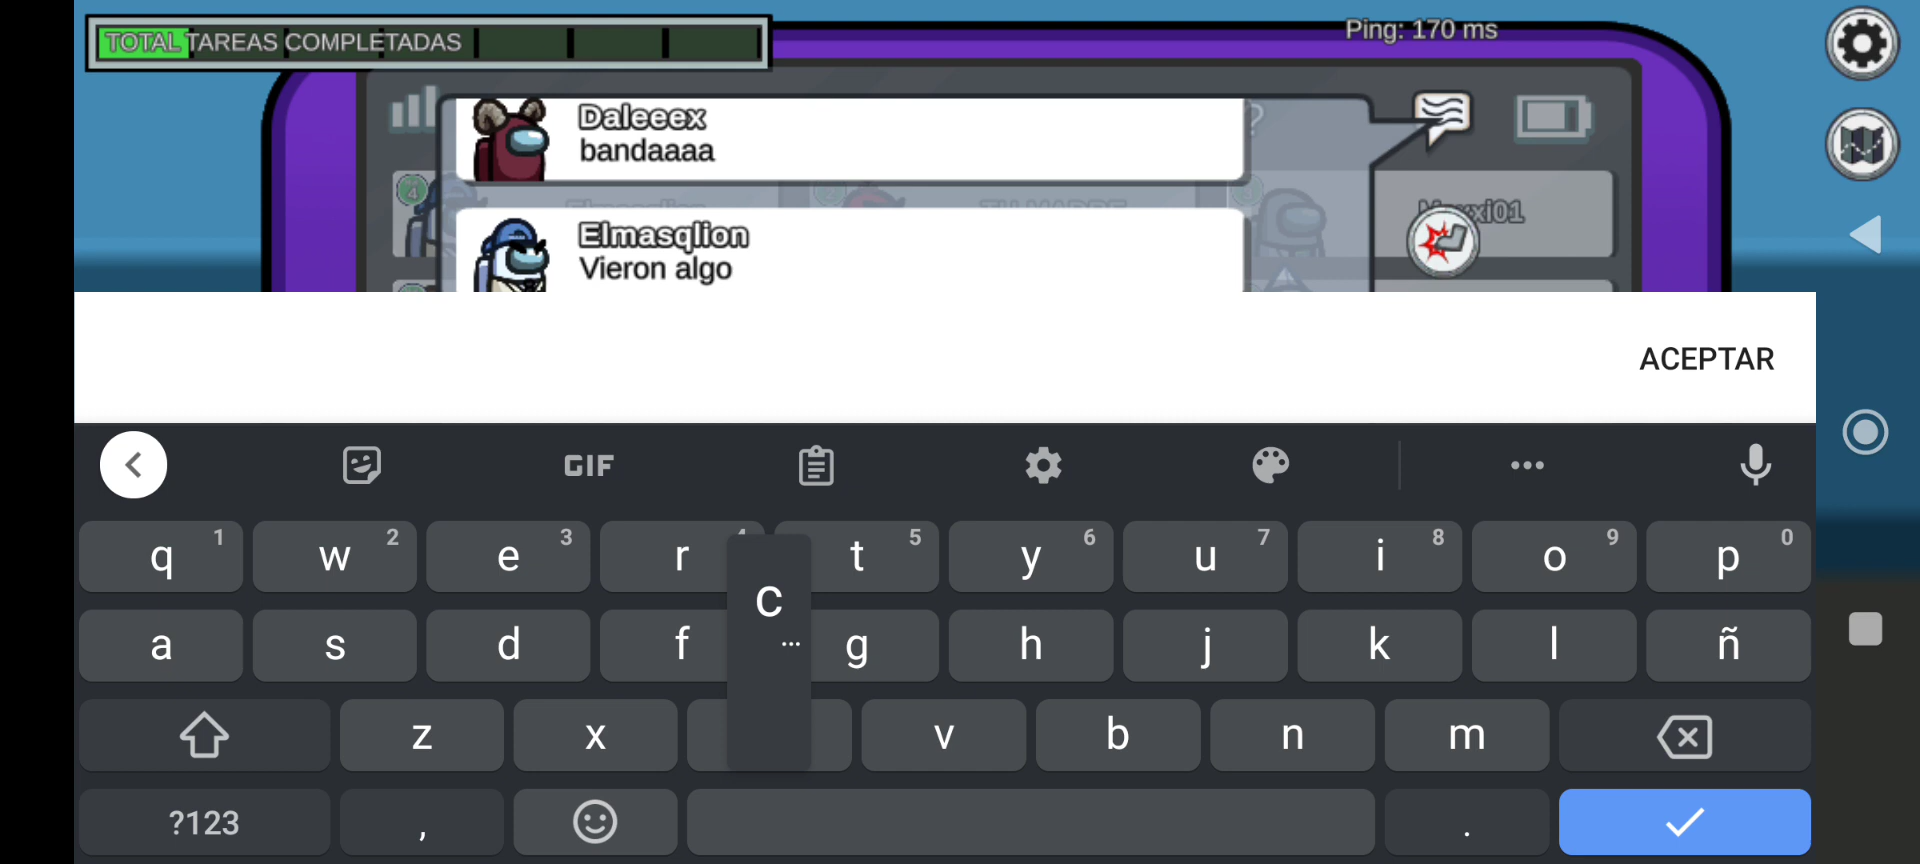 TOTAL TAREAS COMPLETADAS
Ping: 170 ms
Daleeex
bandaaaa
Elmasqlion
Vieron algo
ACEPTAR
GIF
q 1 w 2 e 3 r 4 t 5 y 6 u 7 i 8 o 9 p 0
c
...
a s d f g h j k l ñ
z x v b n m
?123 , .